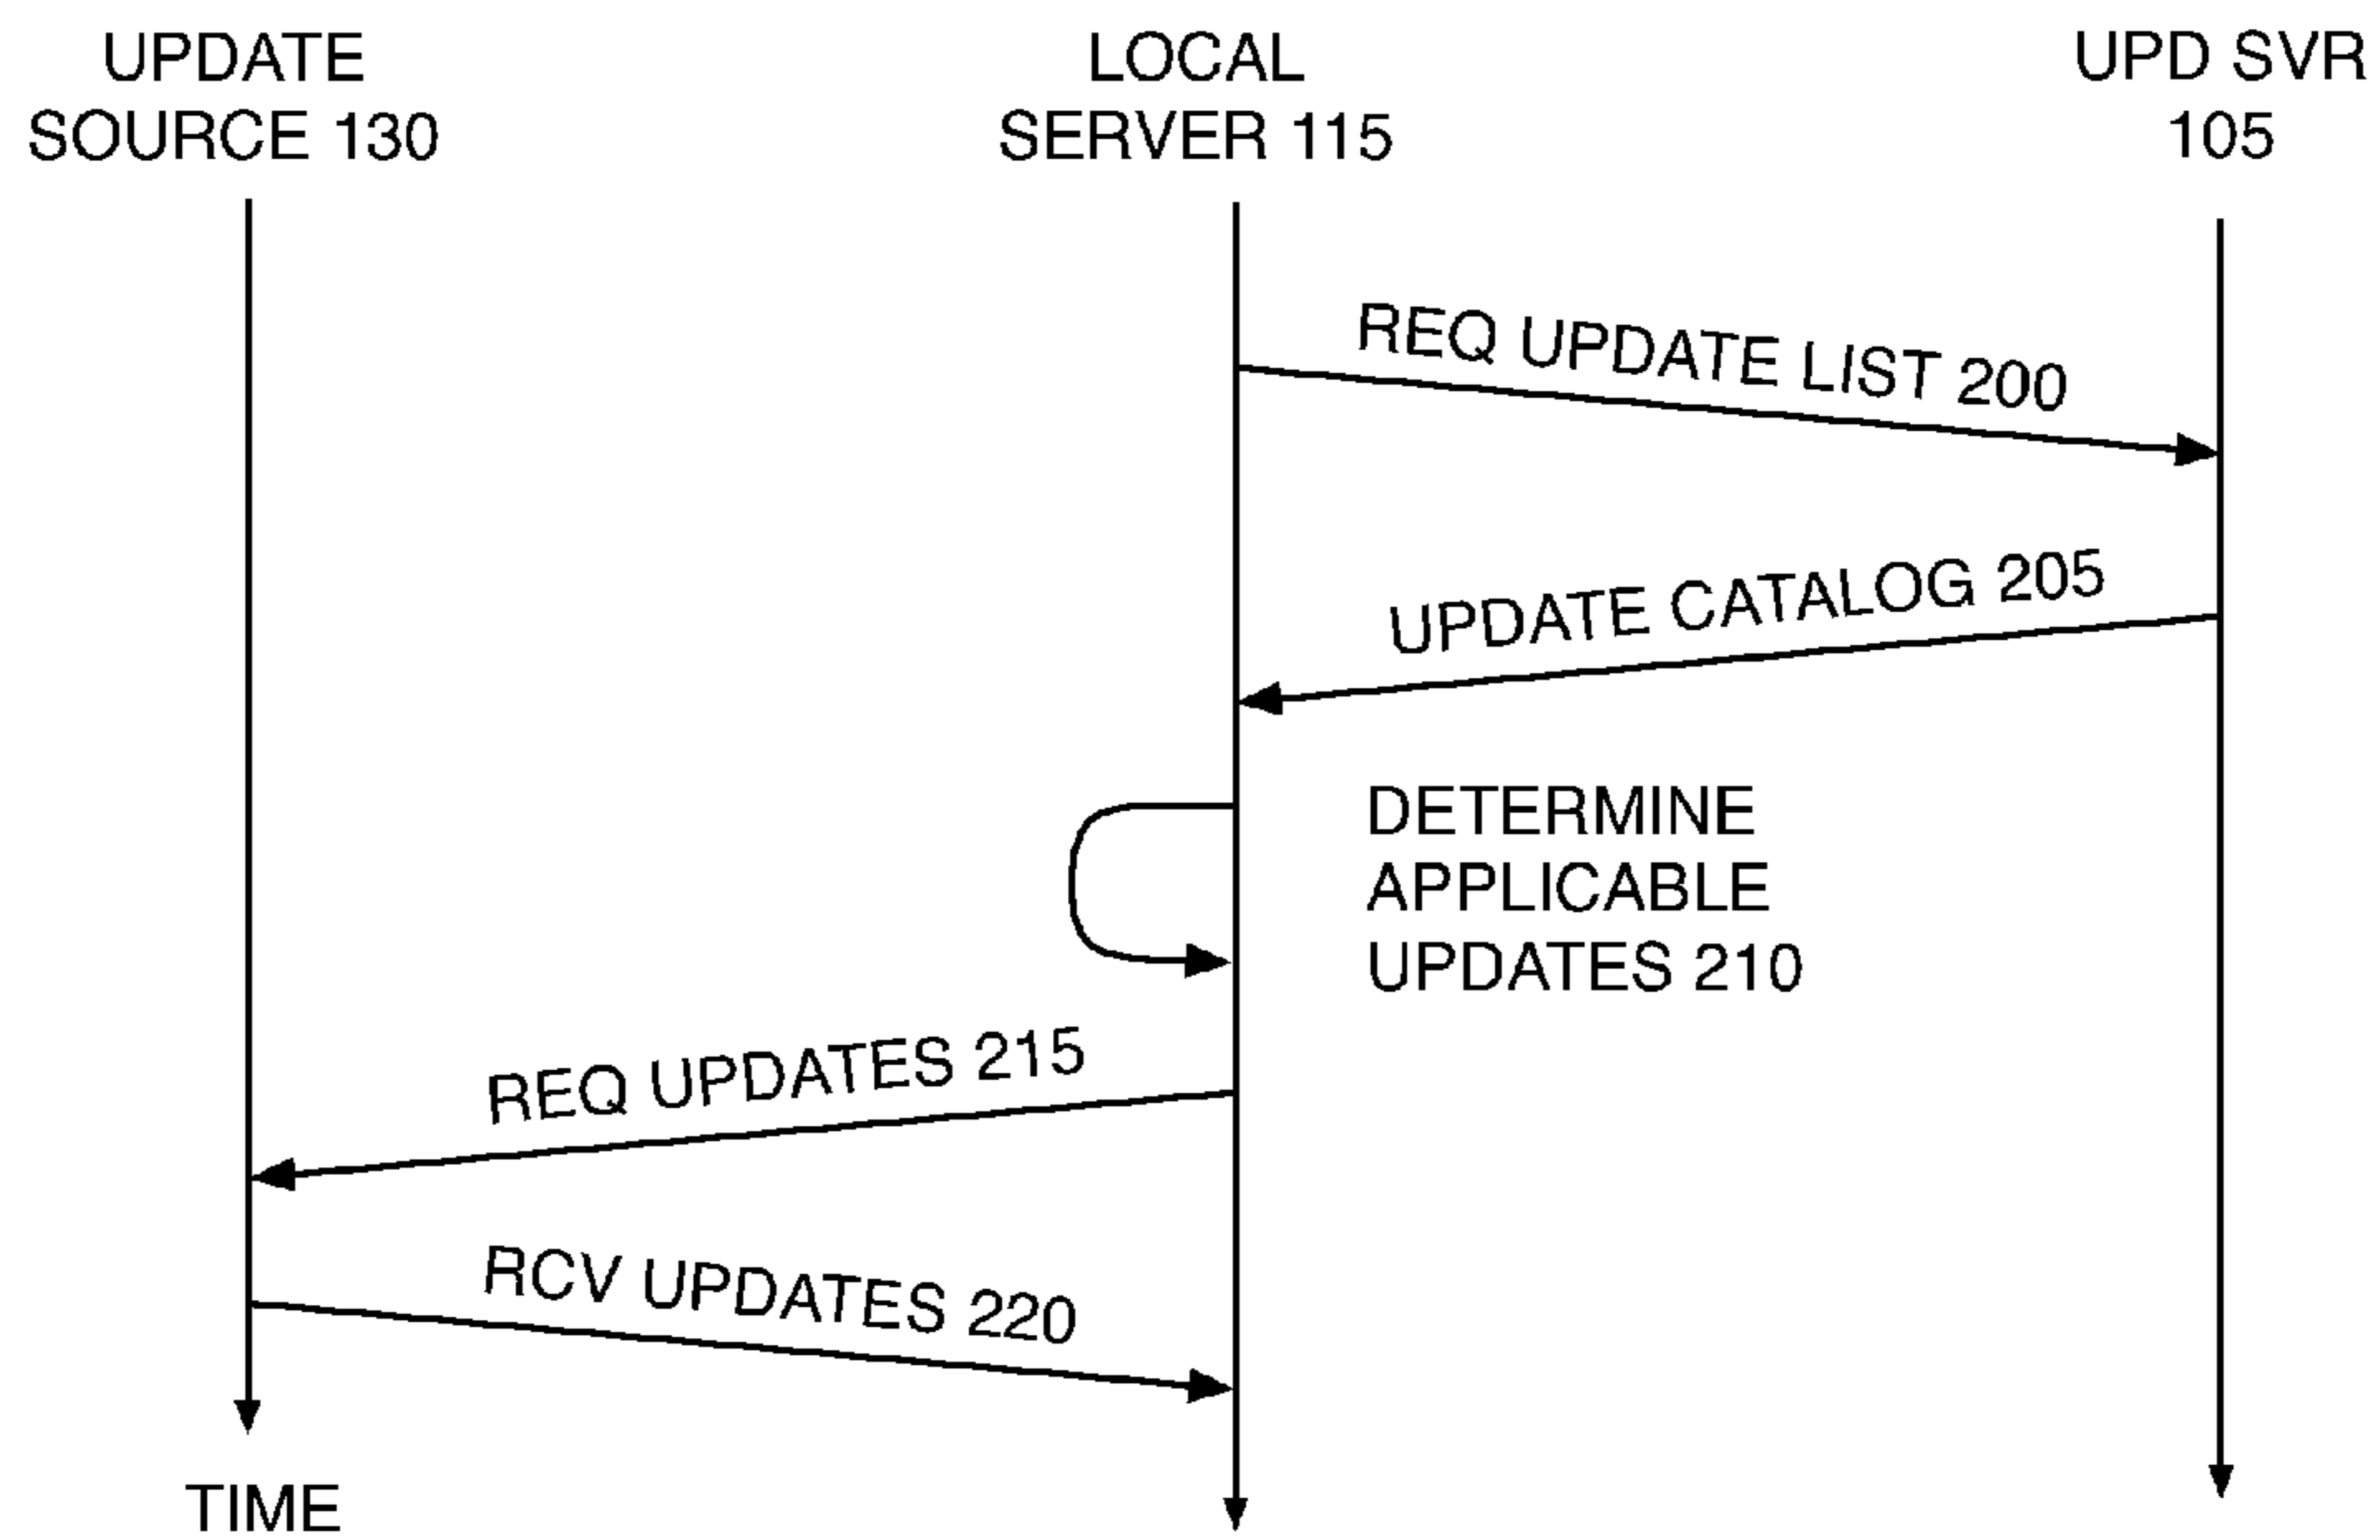 UPDATE
SOURCE 130
LOCAL
SERVER 115
UPD SVR
105
REQ UPDATE LIST 200
UPDATE CATALOG 205
DETERMINE
APPLICABLE
UPDATES 210
REQ UPDATES 215
RCV UPDATES 220
TIME